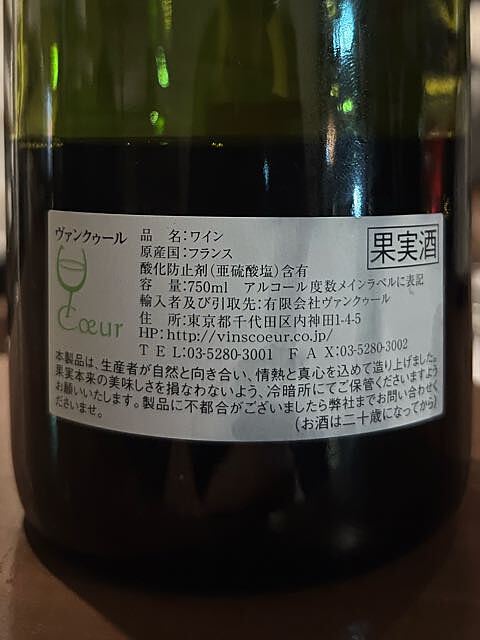 ヴァンクゥール
Cœur
品　名：ワイン
原産国：フランス
酸化防止剤(亜硫酸塩)含有
容　量：750ml　アルコール度数メインラベルに表記
輸入者及び引取先：有限会社ヴァンクゥール
住　所：東京都千代田区内神田1-4-5
HP：http://vinscoeur.co.jp/
TEL：03-5280-3001　FAX：03-5280-3002
果実酒
本製品は、生産者が自然と向き合い、情熱と真心を込めて造り上げました。
果実本来の美味しさを損なわないよう、冷暗所にてご保管くださいますよう
お願いいたします。製品に不都合がございましたら弊社までお問い合わせく
ださいませ。
(お酒は二十歳になってから)